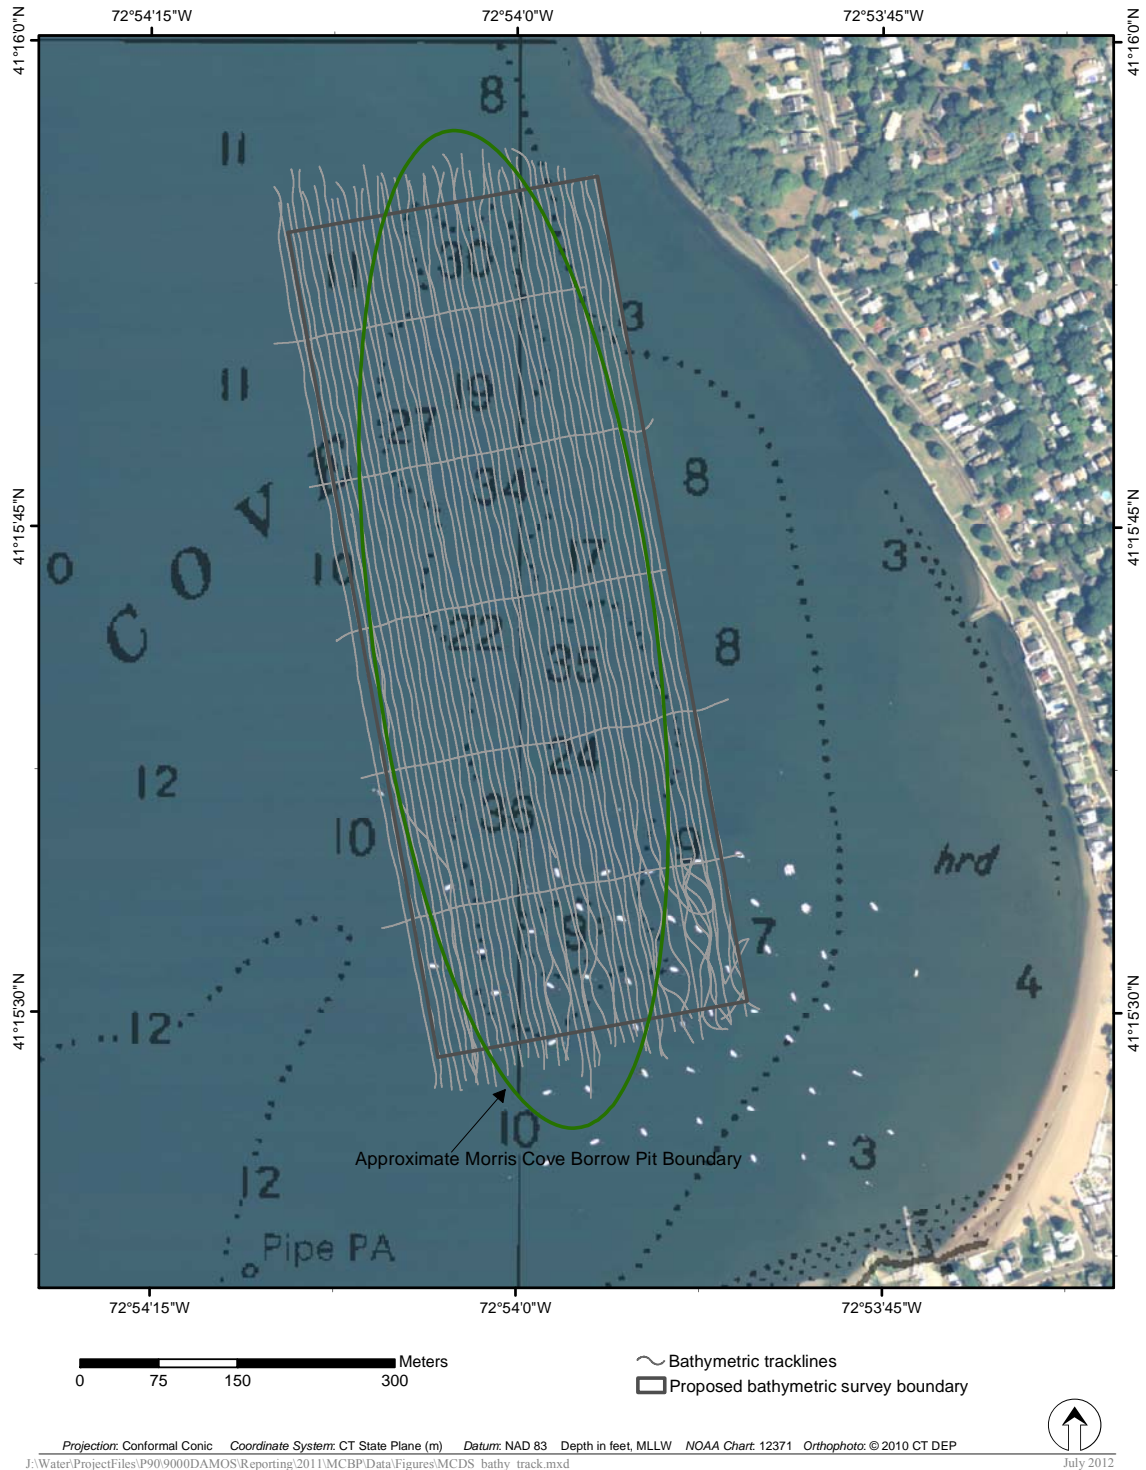 72°54'15"W 72°54'0"W 72°53'45"W
41°16'0"N 41°16'0"N
8
11
11 30
3
11 19
27
34 8
C O V E
17
0 10 3
22 8
35
24
12
36
10 9 hrd
9 7
4
12
10
Approximate Morris Cove Borrow Pit Boundary
3
12
Pipe PA
41°15'45"N 41°15'45"N
41°15'30"N 41°15'30"N
72°54'15"W 72°54'0"W 72°53'45"W
Meters
0 75 150 300
Bathymetric tracklines
Proposed bathymetric survey boundary
Projection: Conformal Conic Coordinate System: CT State Plane (m) Datum: NAD 83 Depth in feet, MLLW NOAA Chart: 12371 Orthophoto: © 2010 CT DEP
J:\Water\ProjectFiles\P90\9000DAMOS\Reporting\2011\MCBP\Data\Figures\MCDS_bathy_track.mxd July 2012